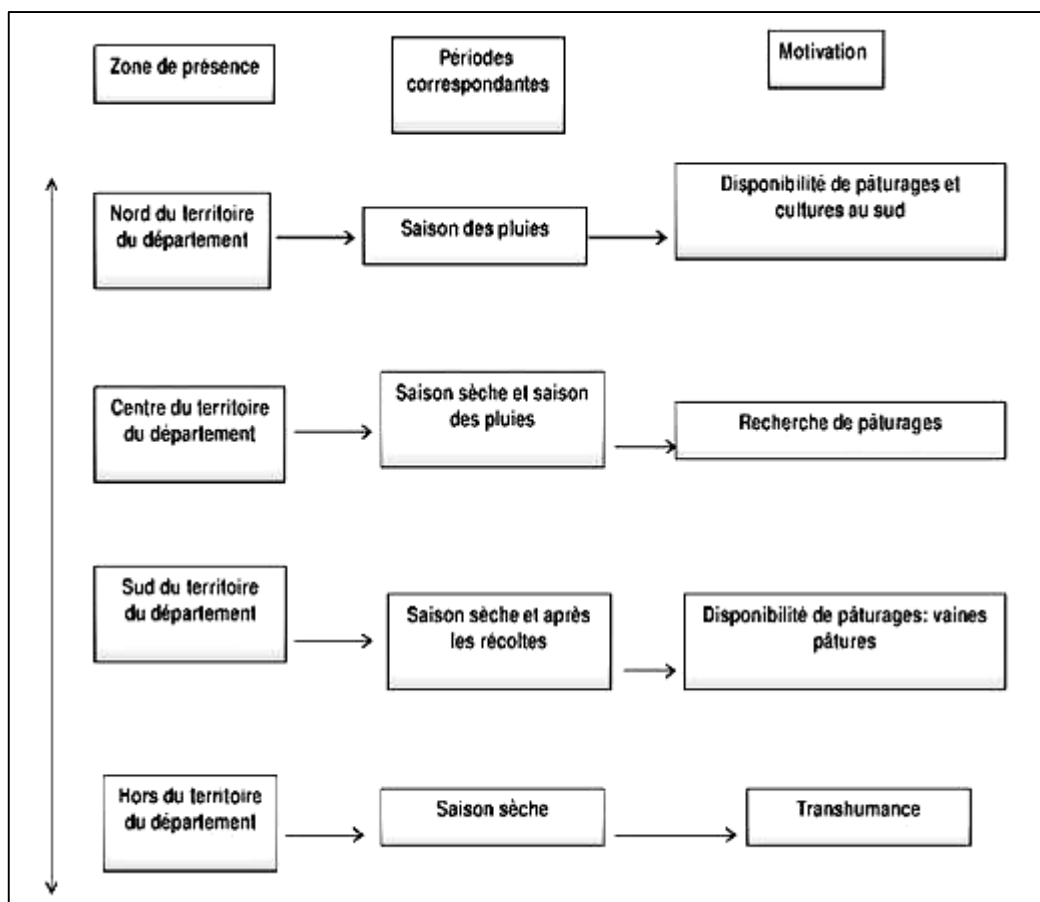 Zone de présence
Périodes
correspondantes
Motivation
Nord du territoire
du département
Saison des pluies
Disponibilité de pâturages et
cultures au sud
Centre du territoire
du département
Saison sèche et saison
des pluies
Recherche de pâturages
Sud du territoire
du département
Saison sèche et après
les récoltes
Disponibilité de pâturages: vaines
pâtures
Hors du territoire
du département
Saison sèche
Transhumance